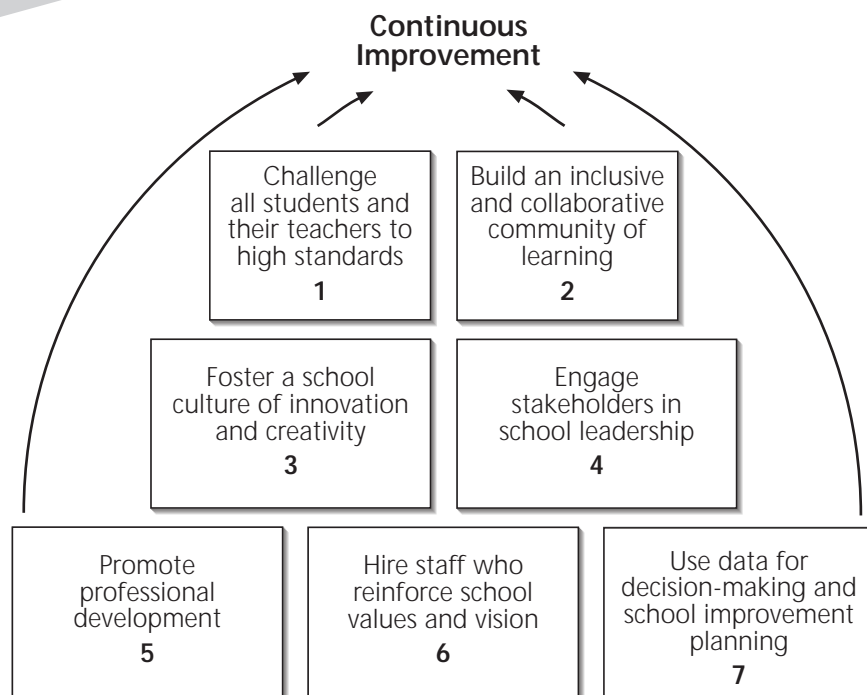 Continuous
Improvement
Challenge
all students and
their teachers to
high standards
1
Build an inclusive
and collaborative
community of
learning
2
Foster a school
culture of innovation
and creativity
3
Engage
stakeholders in
school leadership
4
Promote
professional
development
5
Hire staff who
reinforce school
values and vision
6
Use data for
decision-making and
school improvement
planning
7